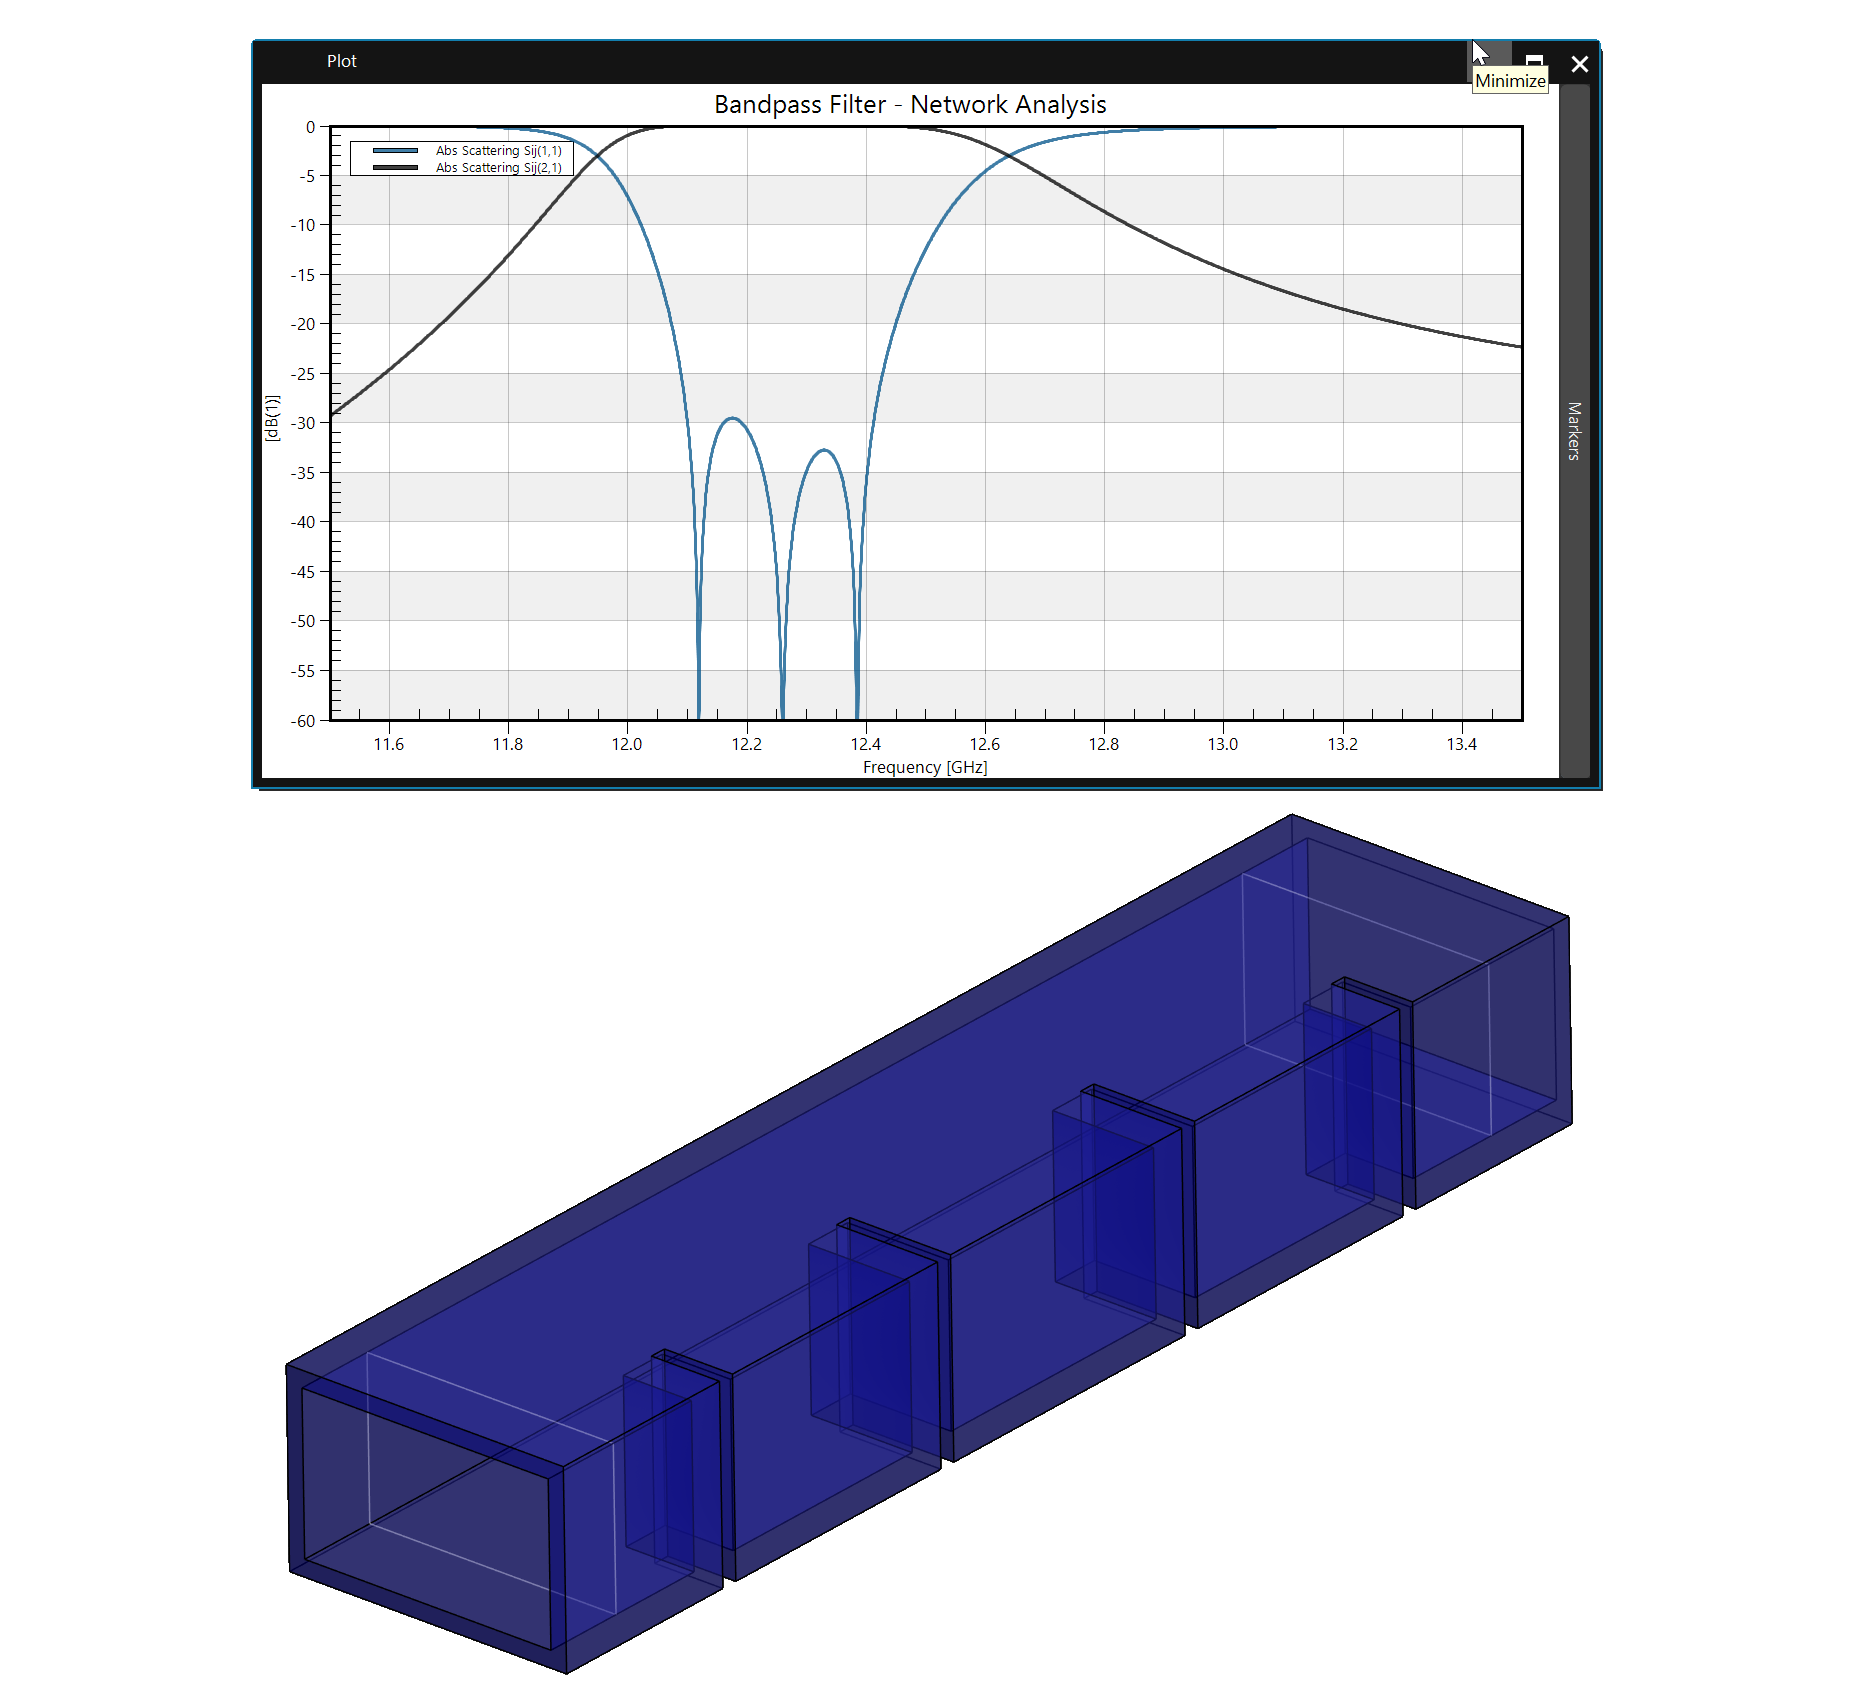 Plot
Minimize
Bandpass Filter - Network Analysis
Abs Scattering Sij(1,1)
Abs Scattering Sij(2,1)
0
-5
-10
-15
-20
-25
-30
-35
-40
-45
-50
-55
-60
[dB(1)]
11.6 11.8 12.0 12.2 12.4 12.6 12.8 13.0 13.2 13.4
Frequency [GHz]
Markers